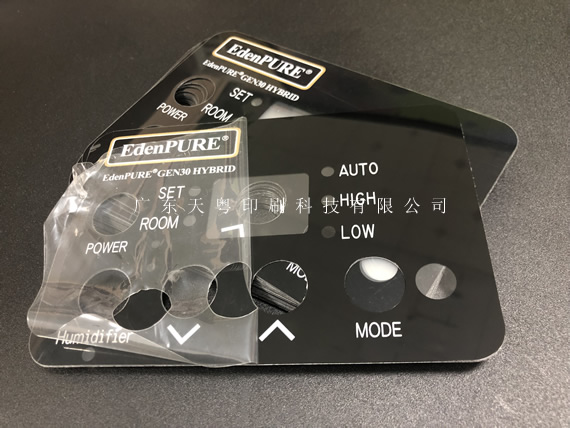 EdenPURE®
EdenPURE® GEN30 HYBRID
SET
ROOM
POWER
EdenPURE®
EdenPURE® GEN30 HYBRID
SET
ROOM
POWER
AUTO
HIGH
LOW
广东天粤印刷科技有限公司
MODE
Humidifier